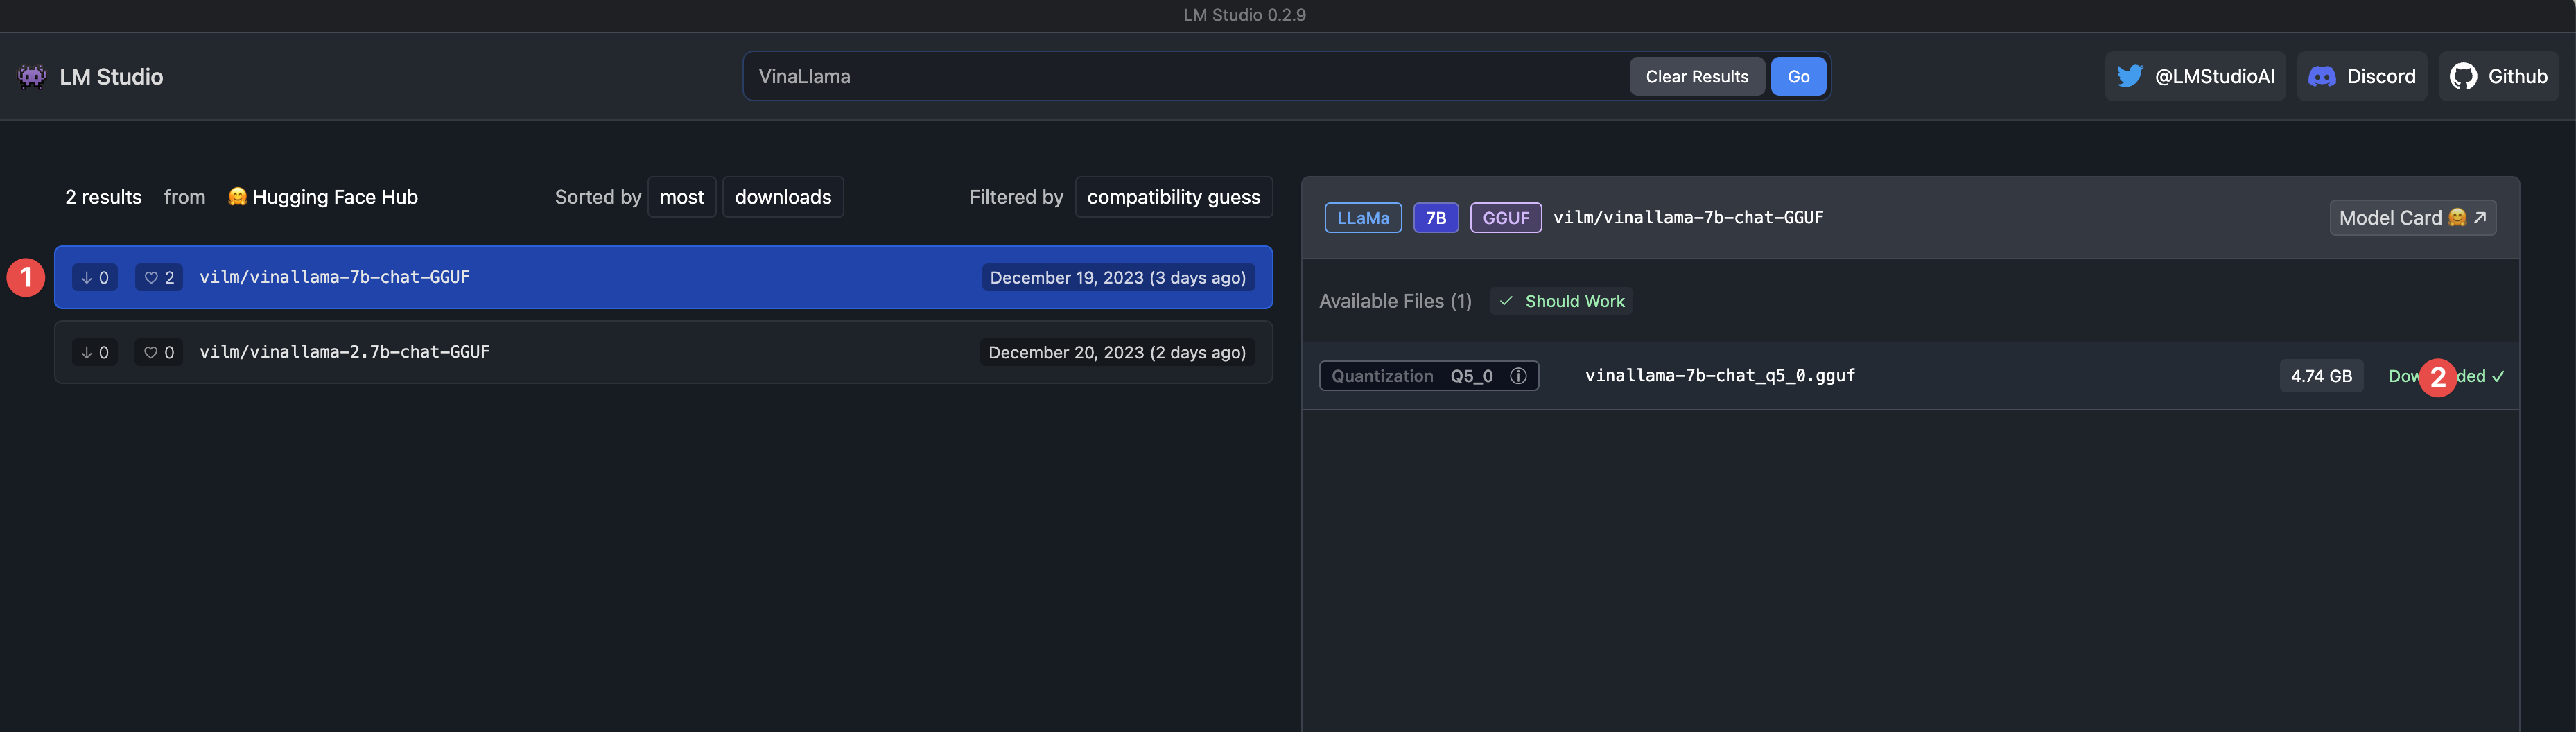 LM Studio 0.2.9
LM Studio
VinaLlama
Clear Results
Go
@LMStudioAI
Discord
Github
2 results from 🤗 Hugging Face Hub
Sorted by most downloads
Filtered by compatibility guess
1
0 2 vilm/vinallama-7b-chat-GGUF December 19, 2023 (3 days ago)
0 0 vilm/vinallama-2.7b-chat-GGUF December 20, 2023 (2 days ago)
LLaMa 7B GGUF vilm/vinallama-7b-chat-GGUF Model Card 🤗
Available Files (1) ✓ Should Work
Quantization Q5_0 vinallama-7b-chat_q5_0.gguf 4.74 GB ✓
2